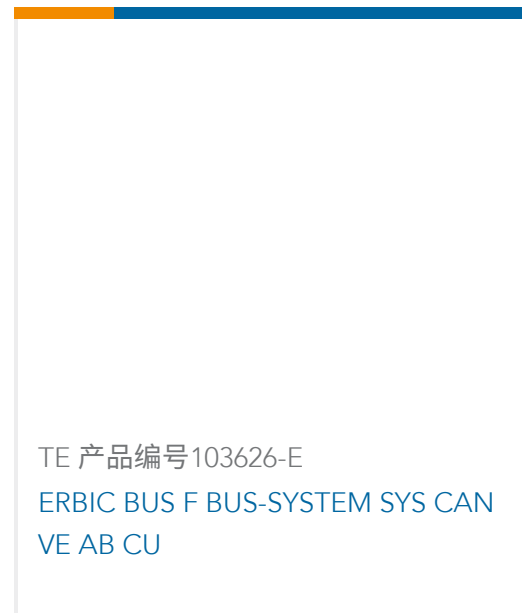 TE 产品编号103626-E
ERBIC BUS F BUS-SYSTEM SYS CAN
VE AB CU